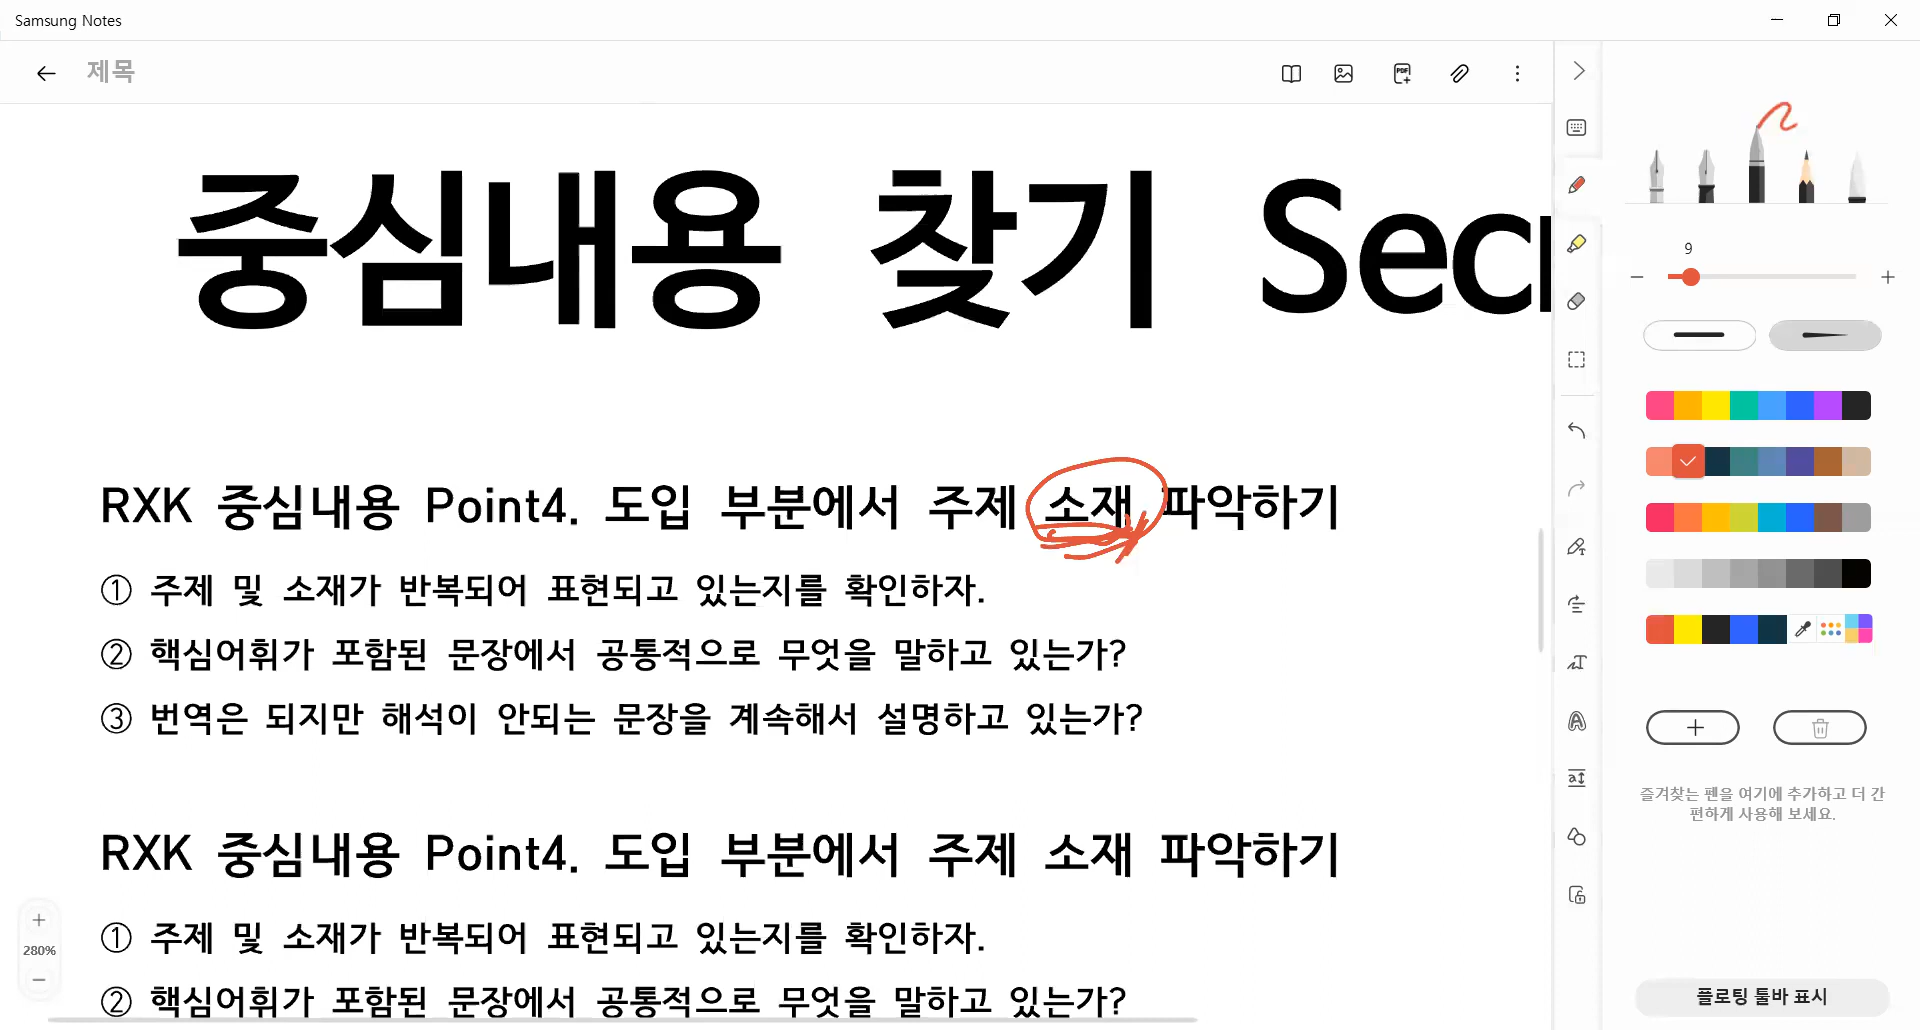 Samsung Notes
제목
중심내용 찾기
RXK 중심내용 Point4. 도입 부분에서 주제 소재 파악하기
① 주제 및 소재가 반복되어 표현되고 있는지를 확인하자.
② 핵심어휘가 포함된 문장에서 공통적으로 무엇을 말하고 있는가?
③ 번역은 되지만 해석이 안되는 문장을 계속해서 설명하고 있는가?
RXK 중심내용 Point4. 도입 부분에서 주제 소재 파악하기
① 주제 및 소재가 반복되어 표현되고 있는지를 확인하자.
② 핵심어휘가 포함된 문장에서 공통적으로 무엇을 말하고 있는가?
280%
PDF
9
즐겨찾는 펜을 여기에 추가하고 더 간
편하게 사용해 보세요.
플로팅 툴바 표시